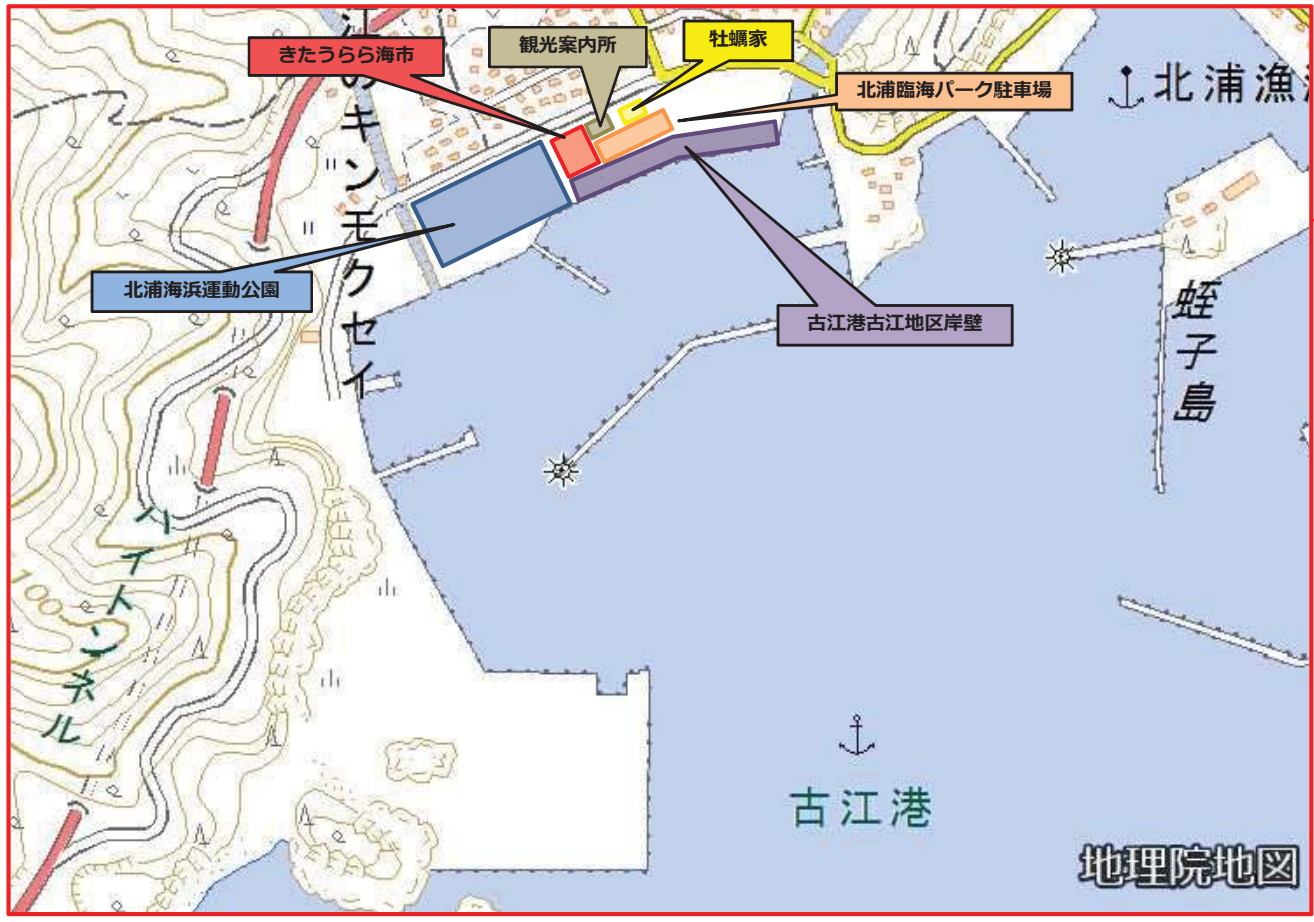 きたうらら海市
観光案内所
牡蠣家
北浦臨海パーク駐車場
北浦漁
江のキンモクセイ
北浦海浜運動公園
古江港古江地区岸壁
蛭子島
ハイトンネル
100
古江港
地理院地図